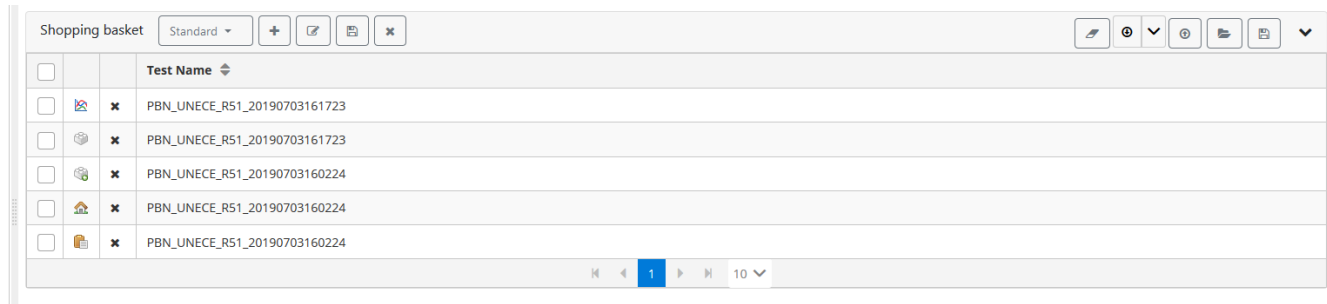 Shopping basket Standard
Test Name
PBN_UNECE_R51_20190703161723
PBN_UNECE_R51_20190703161723
PBN_UNECE_R51_20190703160224
PBN_UNECE_R51_20190703160224
PBN_UNECE_R51_20190703160224
1 10